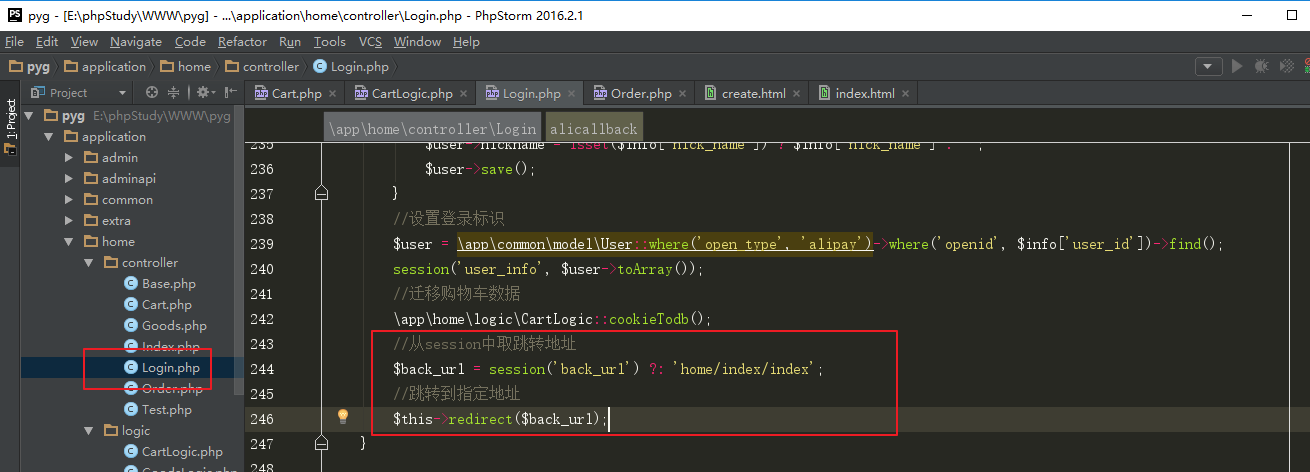 pyg - [E:\phpStudy\WWW\pyg] - ...\application\home\controller\Login.php - PhpStorm 2016.2.1
File Edit View Navigate Code Refactor Run Tools VCS Window Help
pyg application home controller Login.php
1: Project
Project
Cart.php CartLogic.php Login.php Order.php create.html index.html
\app\home\controller\Login alicallback
pyg E:\phpStudy\WWW\pyg
application
admin
adminapi
common
extra
home
controller
Base.php
Cart.php
Goods.php
Index.php
Login.php
Order.php
Test.php
logic
CartLogic.php
GoodsLogic.php
235 $user->nickname = isset($info['nick_name']) ? $info['nick_name'] :
236 $user->save();
237 }
238 //设置登录标识
239 $user = \app\common\model\User::where('open_type', 'alipay')->where('openid', $info['user_id'])->find();
240 session('user_info', $user->toArray());
241 //迁移购物车数据
242 \app\home\logic\CartLogic::cookieTodb();
243 //从session中取跳转地址
244 $back_url = session('back_url') ?: 'home/index/index';
245 //跳转到指定地址
246 $this->redirect($back_url);
247 }
248